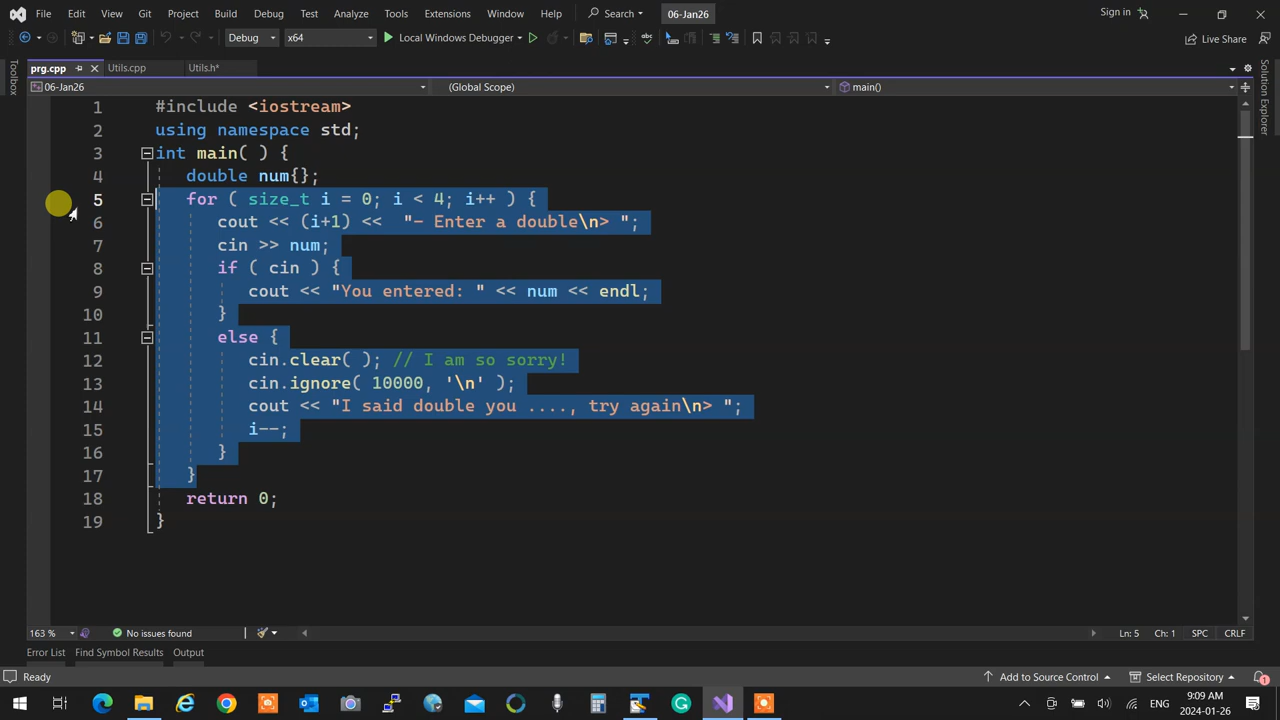 File Edit View Git Project Build Debug Test Analyze Tools Extensions Window Help Search 06-Jan26 Sign in
Debug x64 Local Windows Debugger Live Share
prg.cpp Utils.cpp Utils.h*
06-Jan26 (Global Scope) main()
Toolbox
Solution Explorer
1 #include <iostream>
2 using namespace std;
3 int main( ) {
4 double num{};
5 for ( size_t i = 0; i < 4; i++ ) {
6 cout << (i+1) << "- Enter a double\n> ";
7 cin >> num;
8 if ( cin ) {
9 cout << "You entered: " << num << endl;
10 }
11 else {
12 cin.clear( ); // I am so sorry!
13 cin.ignore( 10000, '\n' );
14 cout << "I said double you ...., try again\n> ";
15 i--;
16 }
17 }
18 return 0;
19 }
163 % No issues found Ln: 5 Ch: 1 SPC CRLF
Error List Find Symbol Results Output
Ready Add to Source Control Select Repository 1
ENG 9:09 AM
2024-01-26